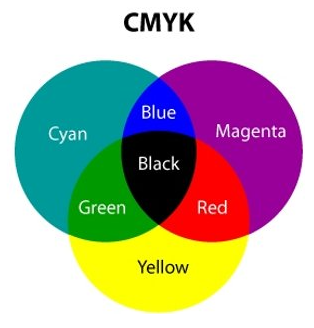 CMYK
Blue
Cyan
Magenta
Black
Green
Red
Yellow